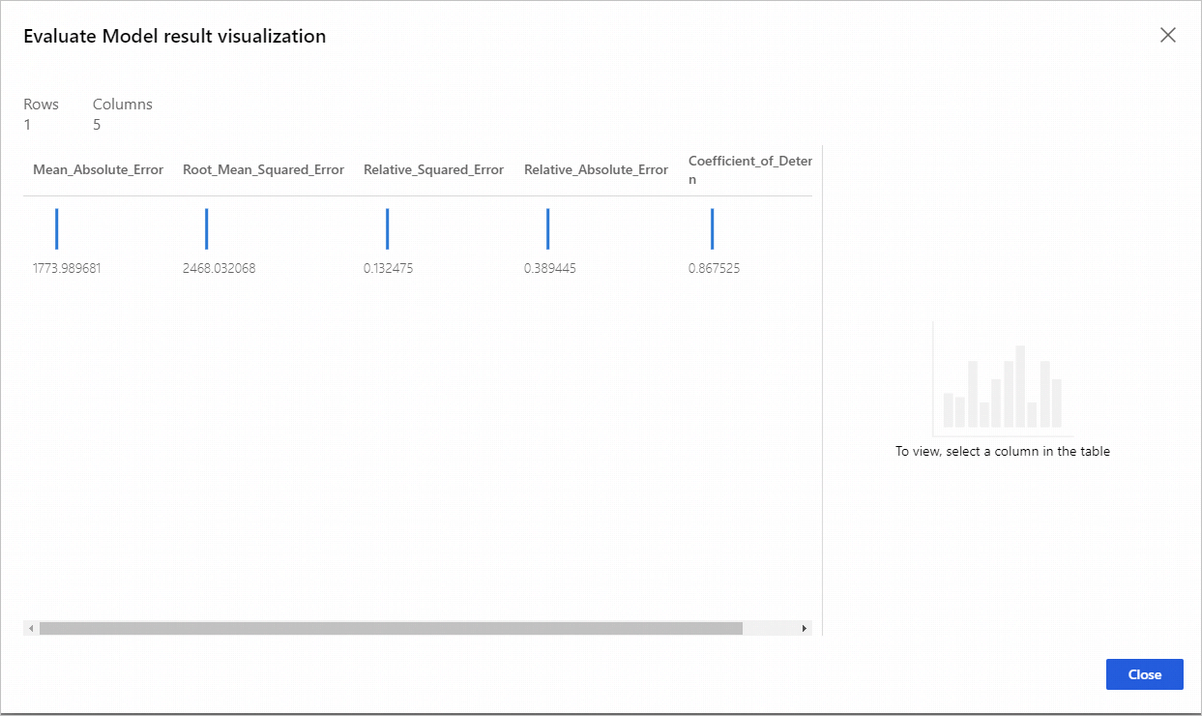 Evaluate Model result visualization
Rows Columns
1 5
Mean_Absolute_Error Root_Mean_Squared_Error Relative_Squared_Error Relative_Absolute_Error Coefficient_of_Deter
n
1773.989681 2468.032068 0.132475 0.389445 0.867525
To view, select a column in the table
Close